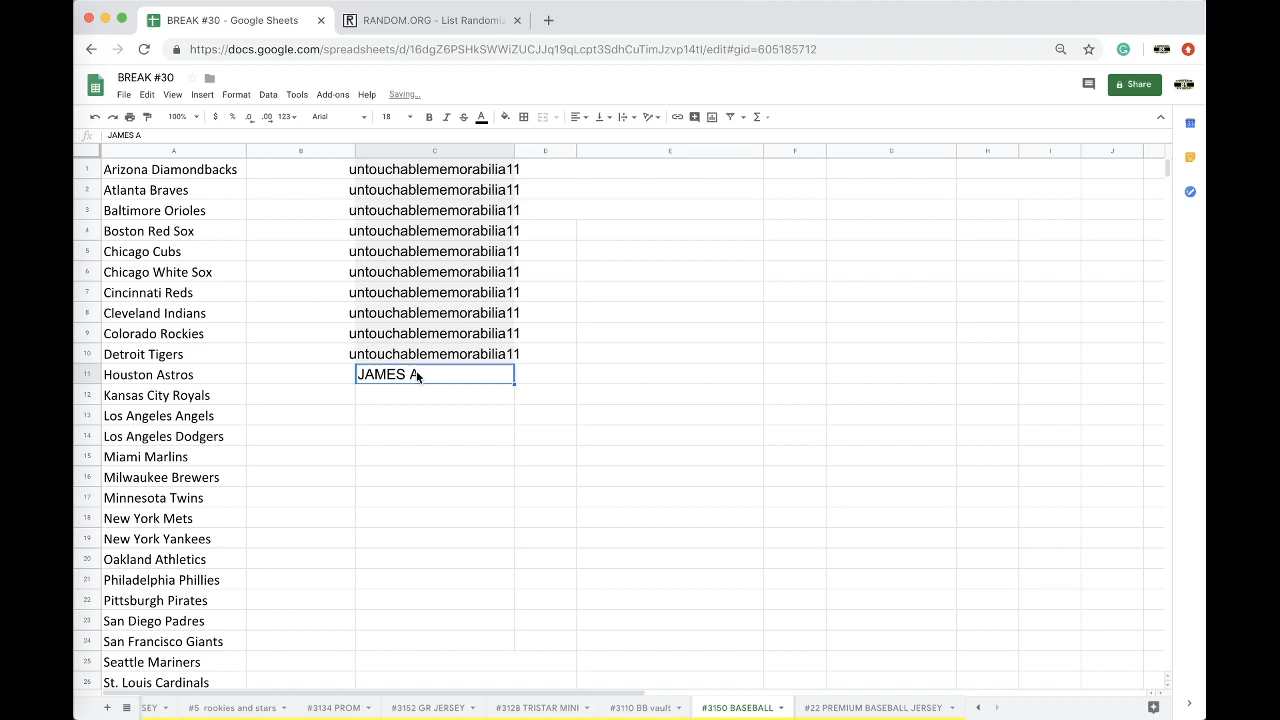 BREAK #30 - Google Sheets
RANDOM.ORG - List Randomiz
https://docs.google.com/spreadsheets/d/16dgZ6PSHkSWWiZUCJJq19qLcpt3SdhCuTimJzvp14tI/edit#gid=605185712
BREAK #30
File Edit View Insert Format Data Tools Add-ons Help Saving...
Share
100% $ % .0 .00 123 Arial 18 B I S A
fx JAMES A
A B C D E F G H I J
1 Arizona Diamondbacks untouchablememorabilia11
2 Atlanta Braves untouchablememorabilia11
3 Baltimore Orioles untouchablememorabilia11
4 Boston Red Sox untouchablememorabilia11
5 Chicago Cubs untouchablememorabilia11
6 Chicago White Sox untouchablememorabilia11
7 Cincinnati Reds untouchablememorabilia11
8 Cleveland Indians untouchablememorabilia11
9 Colorado Rockies untouchablememorabilia11
10 Detroit Tigers untouchablememorabilia11
11 Houston Astros JAMES A
12 Kansas City Royals
13 Los Angeles Angels
14 Los Angeles Dodgers
15 Miami Marlins
16 Milwaukee Brewers
17 Minnesota Twins
18 New York Mets
19 New York Yankees
20 Oakland Athletics
21 Philadelphia Phillies
22 Pittsburgh Pirates
23 San Diego Padres
24 San Francisco Giants
25 Seattle Mariners
26 St. Louis Cardinals
SEY #5 rookies and stars #3134 PROM #3152 GR JERSEY #3128 TRISTAR MINI #3110 BB vault #3150 BASEBALL #22 PREMIUM BASEBALL JERSEY